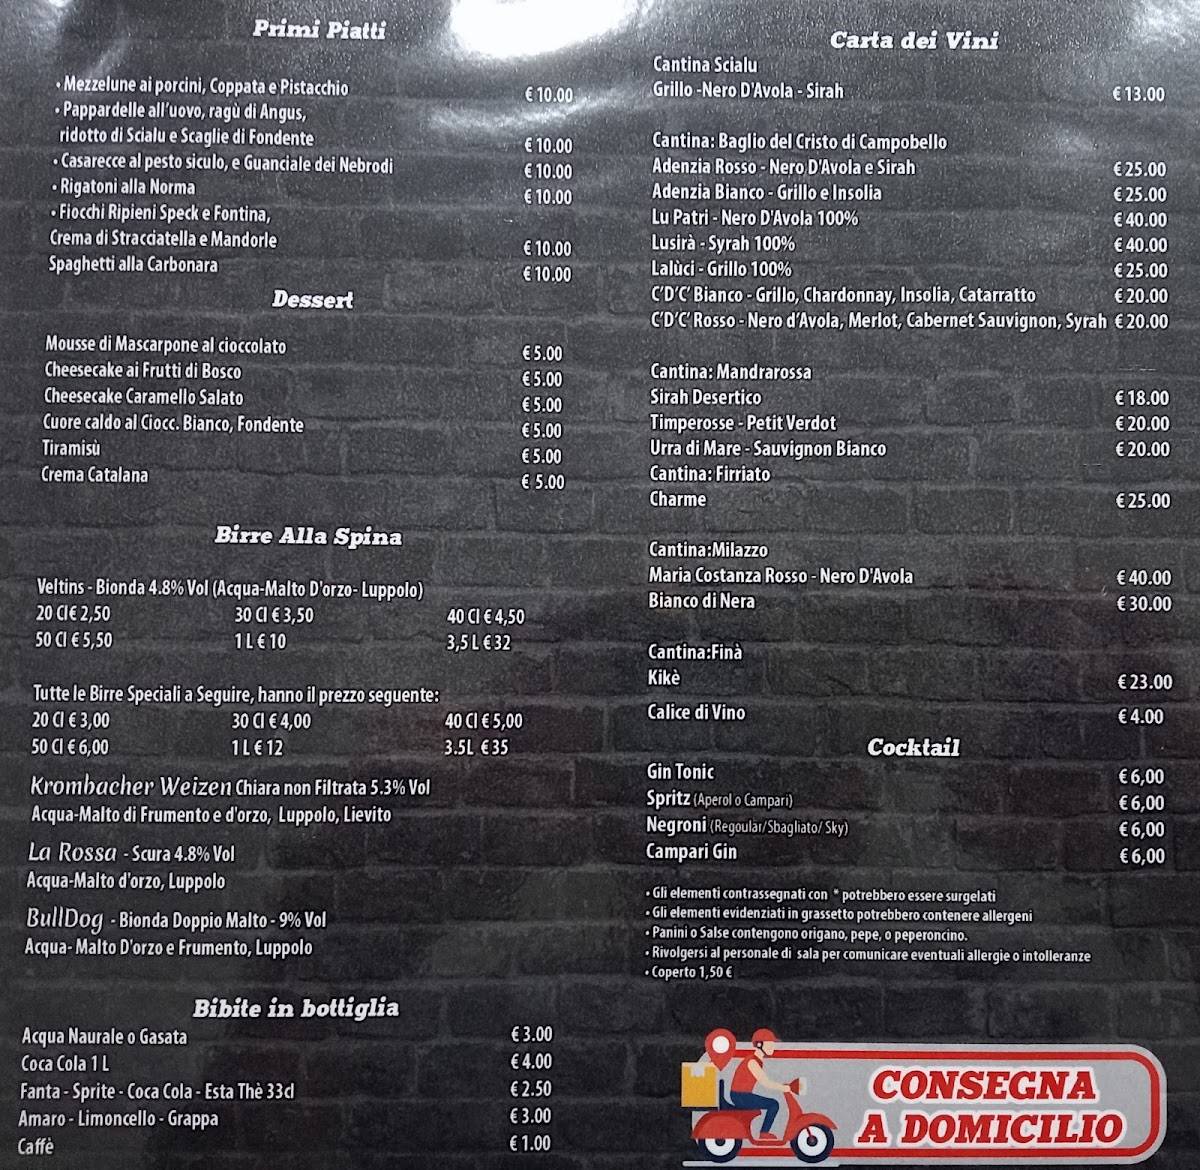 Primi Piatti
• Mezzelune ai porcini, Coppata e Pistacchio € 10.00
• Pappardelle all'uovo, ragù di Angus,
ridotto di Scialu e Scaglie di Fondente € 10.00
• Casarecce al pesto siculo, e Guanciale dei Nebrodi € 10.00
• Rigatoni alla Norma € 10.00
• Fiocchi Ripieni Speck e Fontina,
Crema di Stracciatella e Mandorle € 10.00
Spaghetti alla Carbonara € 10.00
Dessert
Mousse di Mascarpone al cioccolato € 5.00
Cheesecake ai Frutti di Bosco € 5.00
Cheesecake Caramello Salato € 5.00
Cuore caldo al Ciocc. Bianco, Fondente € 5.00
Tiramisù € 5.00
Crema Catalana € 5.00
Birre Alla Spina
Veltins - Bionda 4.8% Vol (Acqua-Malto D'orzo- Luppolo)
20 Cl € 2,50 30 Cl € 3,50 40 Cl € 4,50
50 Cl € 5,50 1 L € 10 3,5 L € 32
Tutte le Birre Speciali a Seguire, hanno il prezzo seguente:
20 Cl € 3,00 30 Cl € 4,00 40 Cl € 5,00
50 Cl € 6,00 1 L € 12 3.5L € 35
Krombacher Weizen Chiara non Filtrata 5.3% Vol
Acqua-Malto di Frumento e d'orzo, Luppolo, Lievito
La Rossa - Scura 4.8% Vol
Acqua-Malto d'orzo, Luppolo
BullDog - Bionda Doppio Malto - 9% Vol
Acqua- Malto D'orzo e Frumento, Luppolo
Bibite in bottiglia
Acqua Naurale o Gasata € 3.00
Coca Cola 1 L € 4.00
Fanta - Sprite - Coca Cola - Esta Thè 33cl € 2.50
Amaro - Limoncello - Grappa € 3.00
Caffè € 1.00
Carta dei Vini
Cantina Scialu
Grillo -Nero D'Avola - Sirah € 13.00
Cantina: Baglio del Cristo di Campobello
Adenzia Rosso - Nero D'Avola e Sirah € 25.00
Adenzia Bianco - Grillo e Insolia € 25.00
Lu Patri - Nero D'Avola 100% € 40.00
Lusirà - Syrah 100% € 40.00
Lalùci - Grillo 100% € 25.00
C'D'C' Bianco - Grillo, Chardonnay, Insolia, Catarratto € 20.00
C'D'C' Rosso - Nero d'Avola, Merlot, Cabernet Sauvignon, Syrah € 20.00
Cantina: Mandrarossa
Sirah Desertico € 18.00
Timperosse - Petit Verdot € 20.00
Urra di Mare - Sauvignon Bianco € 20.00
Cantina: Firriato
Charme € 25.00
Cantina:Milazzo
Maria Costanza Rosso - Nero D'Avola € 40.00
Bianco di Nera € 30.00
Cantina:Finà
Kikè € 23.00
Calice di Vino € 4.00
Cocktail
Gin Tonic € 6,00
Spritz (Aperol o Campari) € 6,00
Negroni (Regoular/Sbagliato/ Sky) € 6,00
Campari Gin € 6,00
• Gli elementi contrassegnati con * potrebbero essere surgelati
• Gli elementi evidenziati in grassetto potrebbero contenere allergeni
• Panini o Salse contengono origano, pepe, o peperoncino.
• Rivolgersi al personale di sala per comunicare eventuali allergie o intolleranze
• Coperto 1,50 €
CONSEGNA
A DOMICILIO